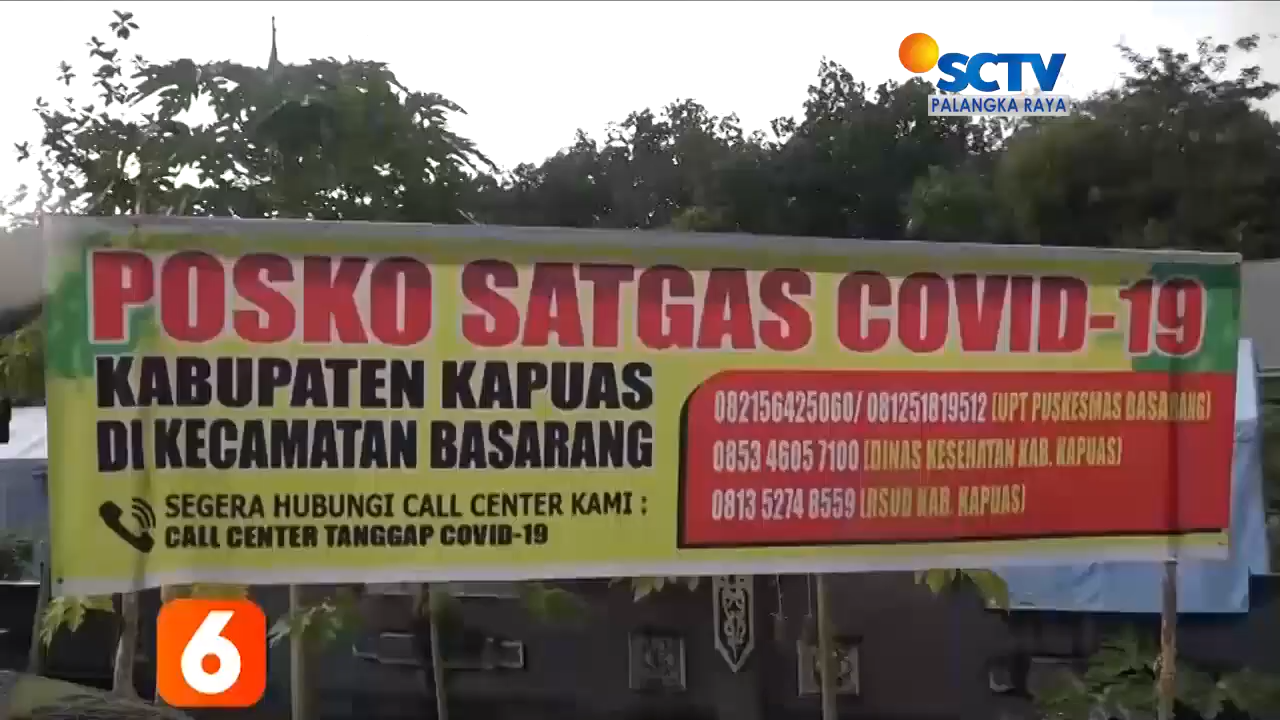 SCTV
PALANGKA RAYA
POSKO SATGAS COVID-19
KABUPATEN KAPUAS
DI KECAMATAN BASARANG
SEGERA HUBUNGI CALL CENTER KAMI :
CALL CENTER TANGGAP COVID-19
082156425060/ 081251819512 (UPT PUSKESMAS BASARANG)
0853 4605 7100 (DINAS KESEHATAN KAB. KAPUAS)
0813 5274 8559 (RSUD KAB. KAPUAS)
6